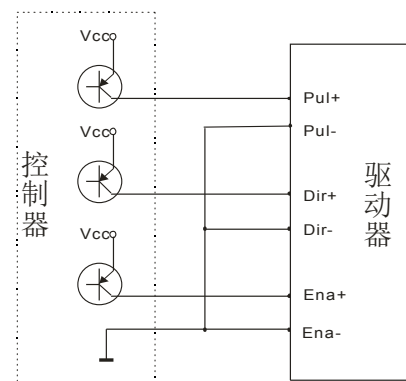 Vcc
Pul+
Pul-
Vcc
控制器
驱动器
Dir+
Dir-
Vcc
Ena+
Ena-